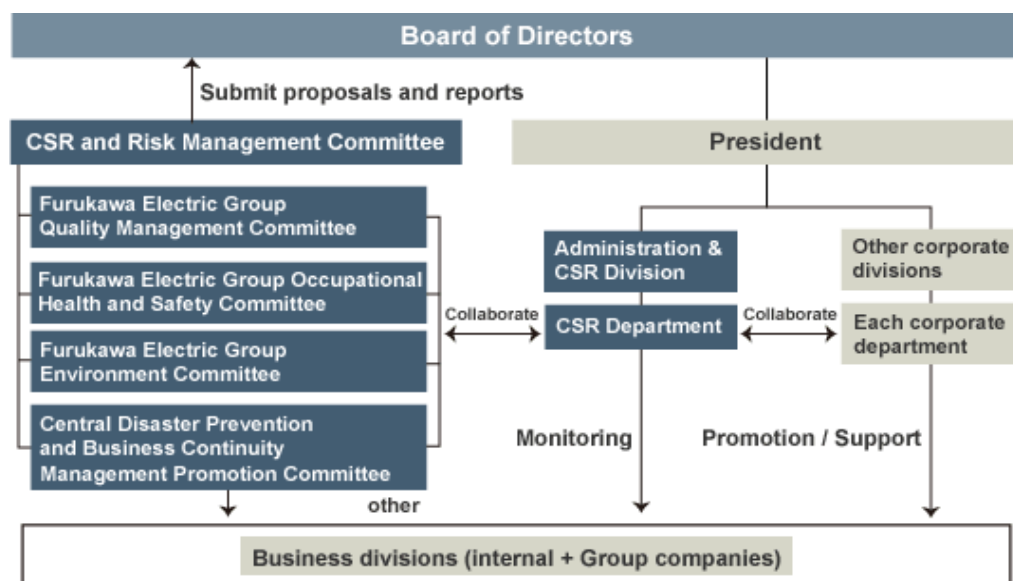 Board of Directors
Submit proposals and reports
CSR and Risk Management Committee
President
Furukawa Electric Group
Quality Management Committee
Furukawa Electric Group Occupational
Health and Safety Committee
Furukawa Electric Group
Environment Committee
Central Disaster Prevention
and Business Continuity
Management Promotion Committee
other
Collaborate
Administration &
CSR Division
CSR Department
Collaborate
Other corporate
divisions
Each corporate
department
Monitoring
Promotion / Support
Business divisions (internal + Group companies)